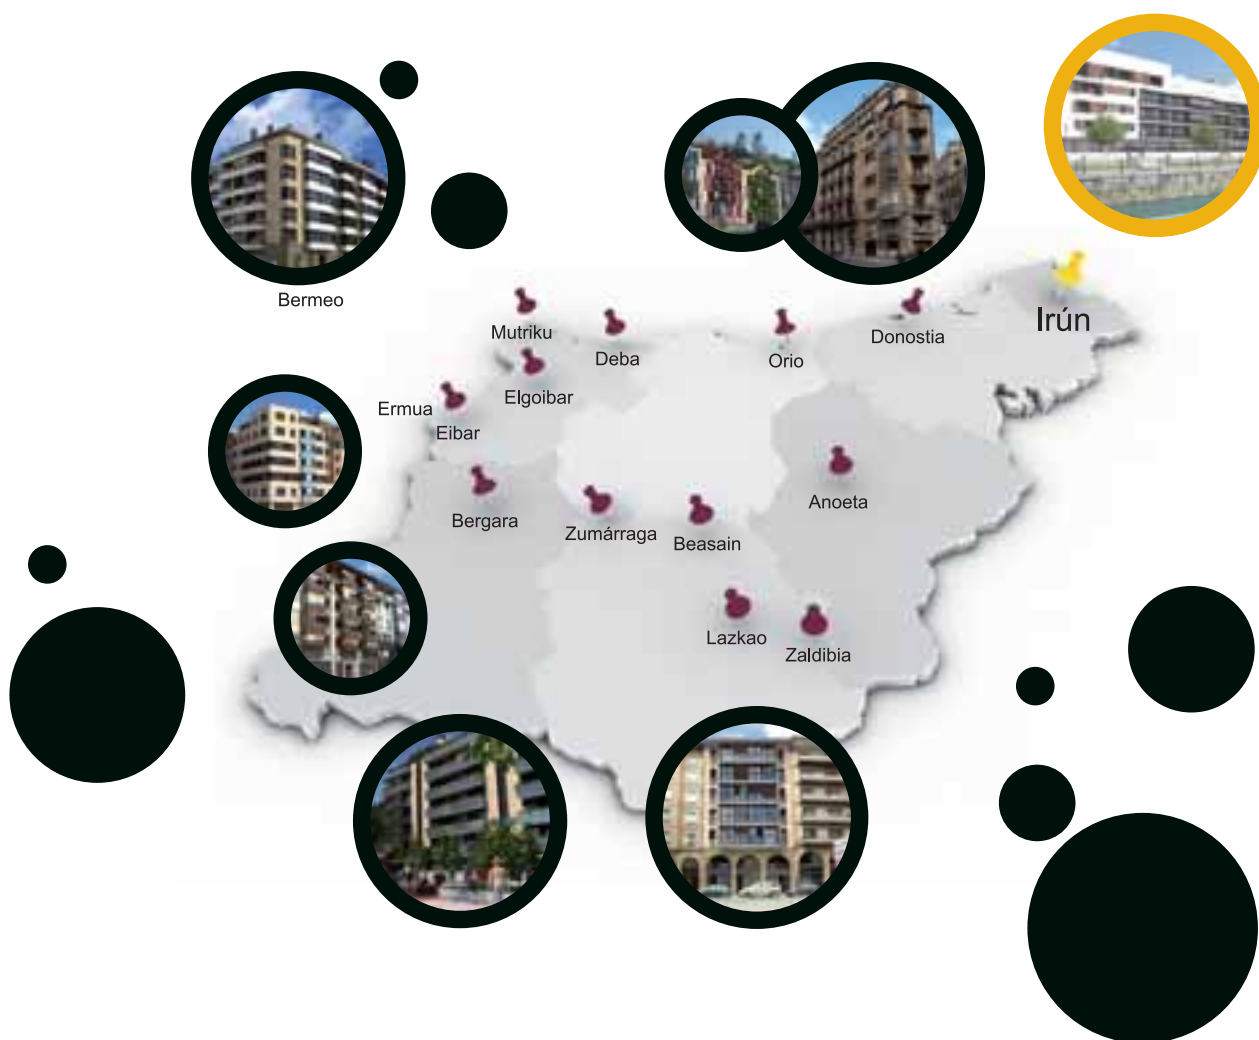 Bermeo
Mutriku
Deba
Orio
Donostia
Irún
Elgoibar
Ermua
Eibar
Bergara
Zumárraga
Beasain
Anoeta
Lazkao
Zaldibia